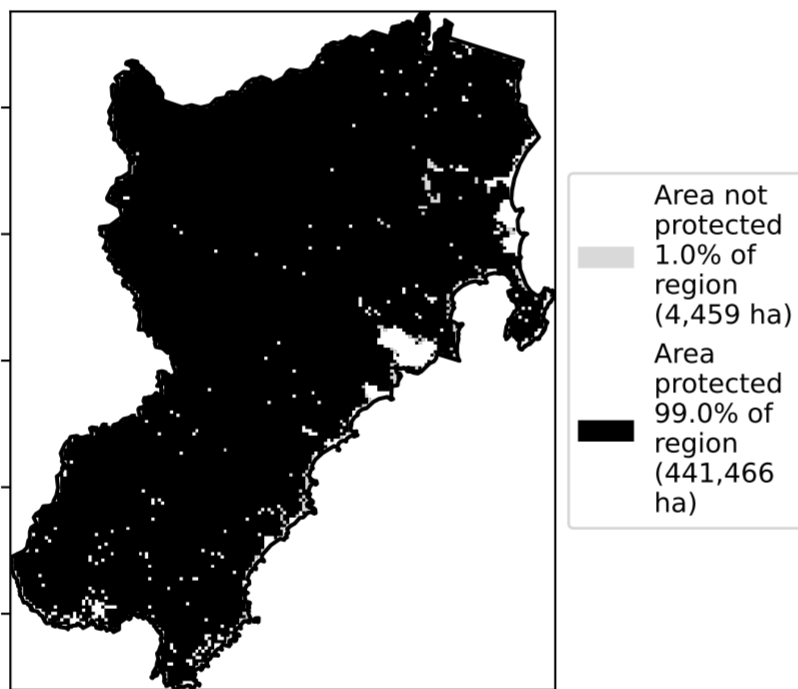 Area not
protected
1.0% of
region
(4,459 ha)
Area
protected
99.0% of
region
(441,466
ha)